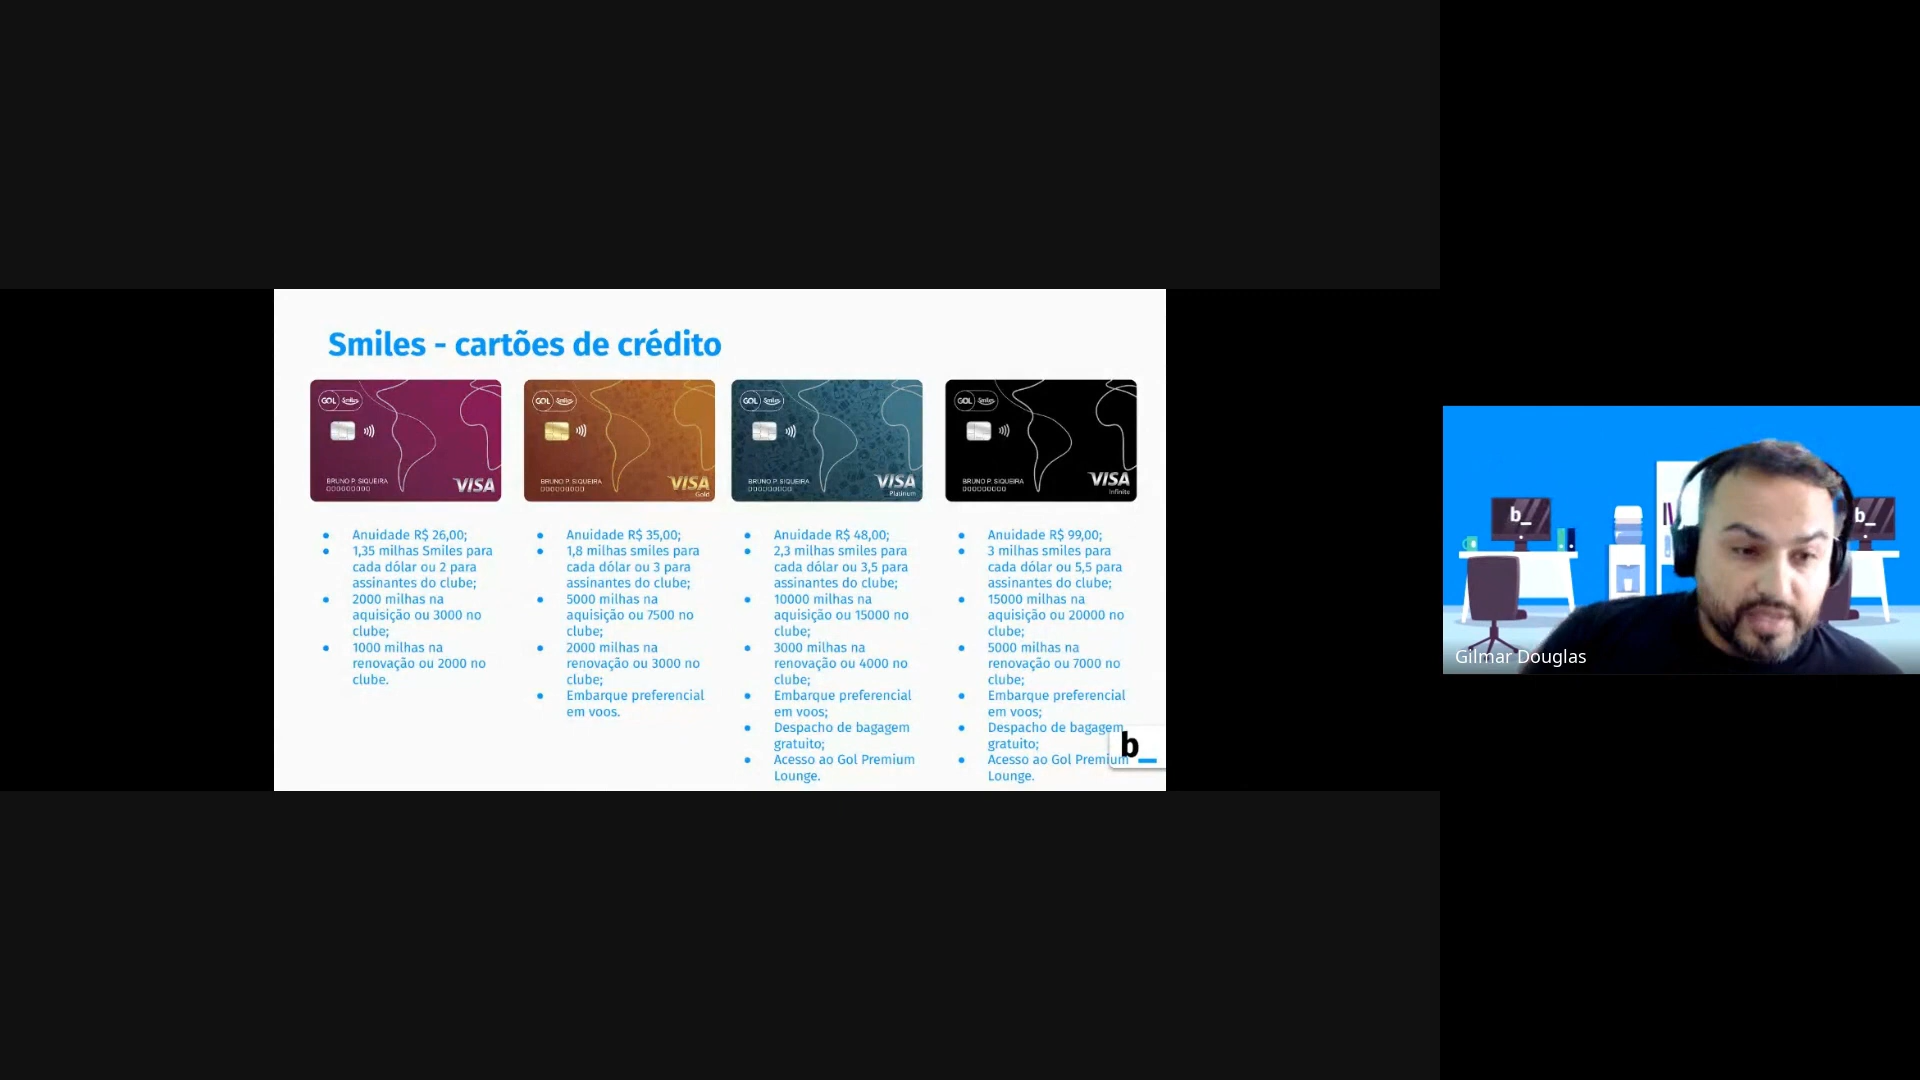 Smiles - cartões de crédito
GOL Smiles
BRUNO P. SIQUEIRA
000000000
VISA
GOL Smiles
BRUNO P. SIQUEIRA
000000000
VISA
Gold
GOL Smiles
BRUNO P. SIQUEIRA
000000000
VISA
Platinum
GOL Smiles
BRUNO P. SIQUEIRA
000000000
VISA
Infinite
Anuidade R$ 26,00;
1,35 milhas Smiles para
cada dólar ou 2 para
assinantes do clube;
2000 milhas na
aquisição ou 3000 no
clube;
1000 milhas na
renovação ou 2000 no
clube.
Anuidade R$ 35,00;
1,8 milhas smiles para
cada dólar ou 3 para
assinantes do clube;
5000 milhas na
aquisição ou 7500 no
clube;
2000 milhas na
renovação ou 3000 no
clube;
Embarque preferencial
em voos.
Anuidade R$ 48,00;
2,3 milhas smiles para
cada dólar ou 3,5 para
assinantes do clube;
10000 milhas na
aquisição ou 15000 no
clube;
3000 milhas na
renovação ou 4000 no
clube;
Embarque preferencial
em voos;
Despacho de bagagem
gratuito;
Acesso ao Gol Premium
Lounge.
Anuidade R$ 99,00;
3 milhas smiles para
cada dólar ou 5,5 para
assinantes do clube;
15000 milhas na
aquisição ou 20000 no
clube;
5000 milhas na
renovação ou 7000 no
clube;
Embarque preferencial
em voos;
Despacho de bagagem
gratuito;
Acesso ao Gol Premium
Lounge.
b_
b_
b_
Gilmar Douglas